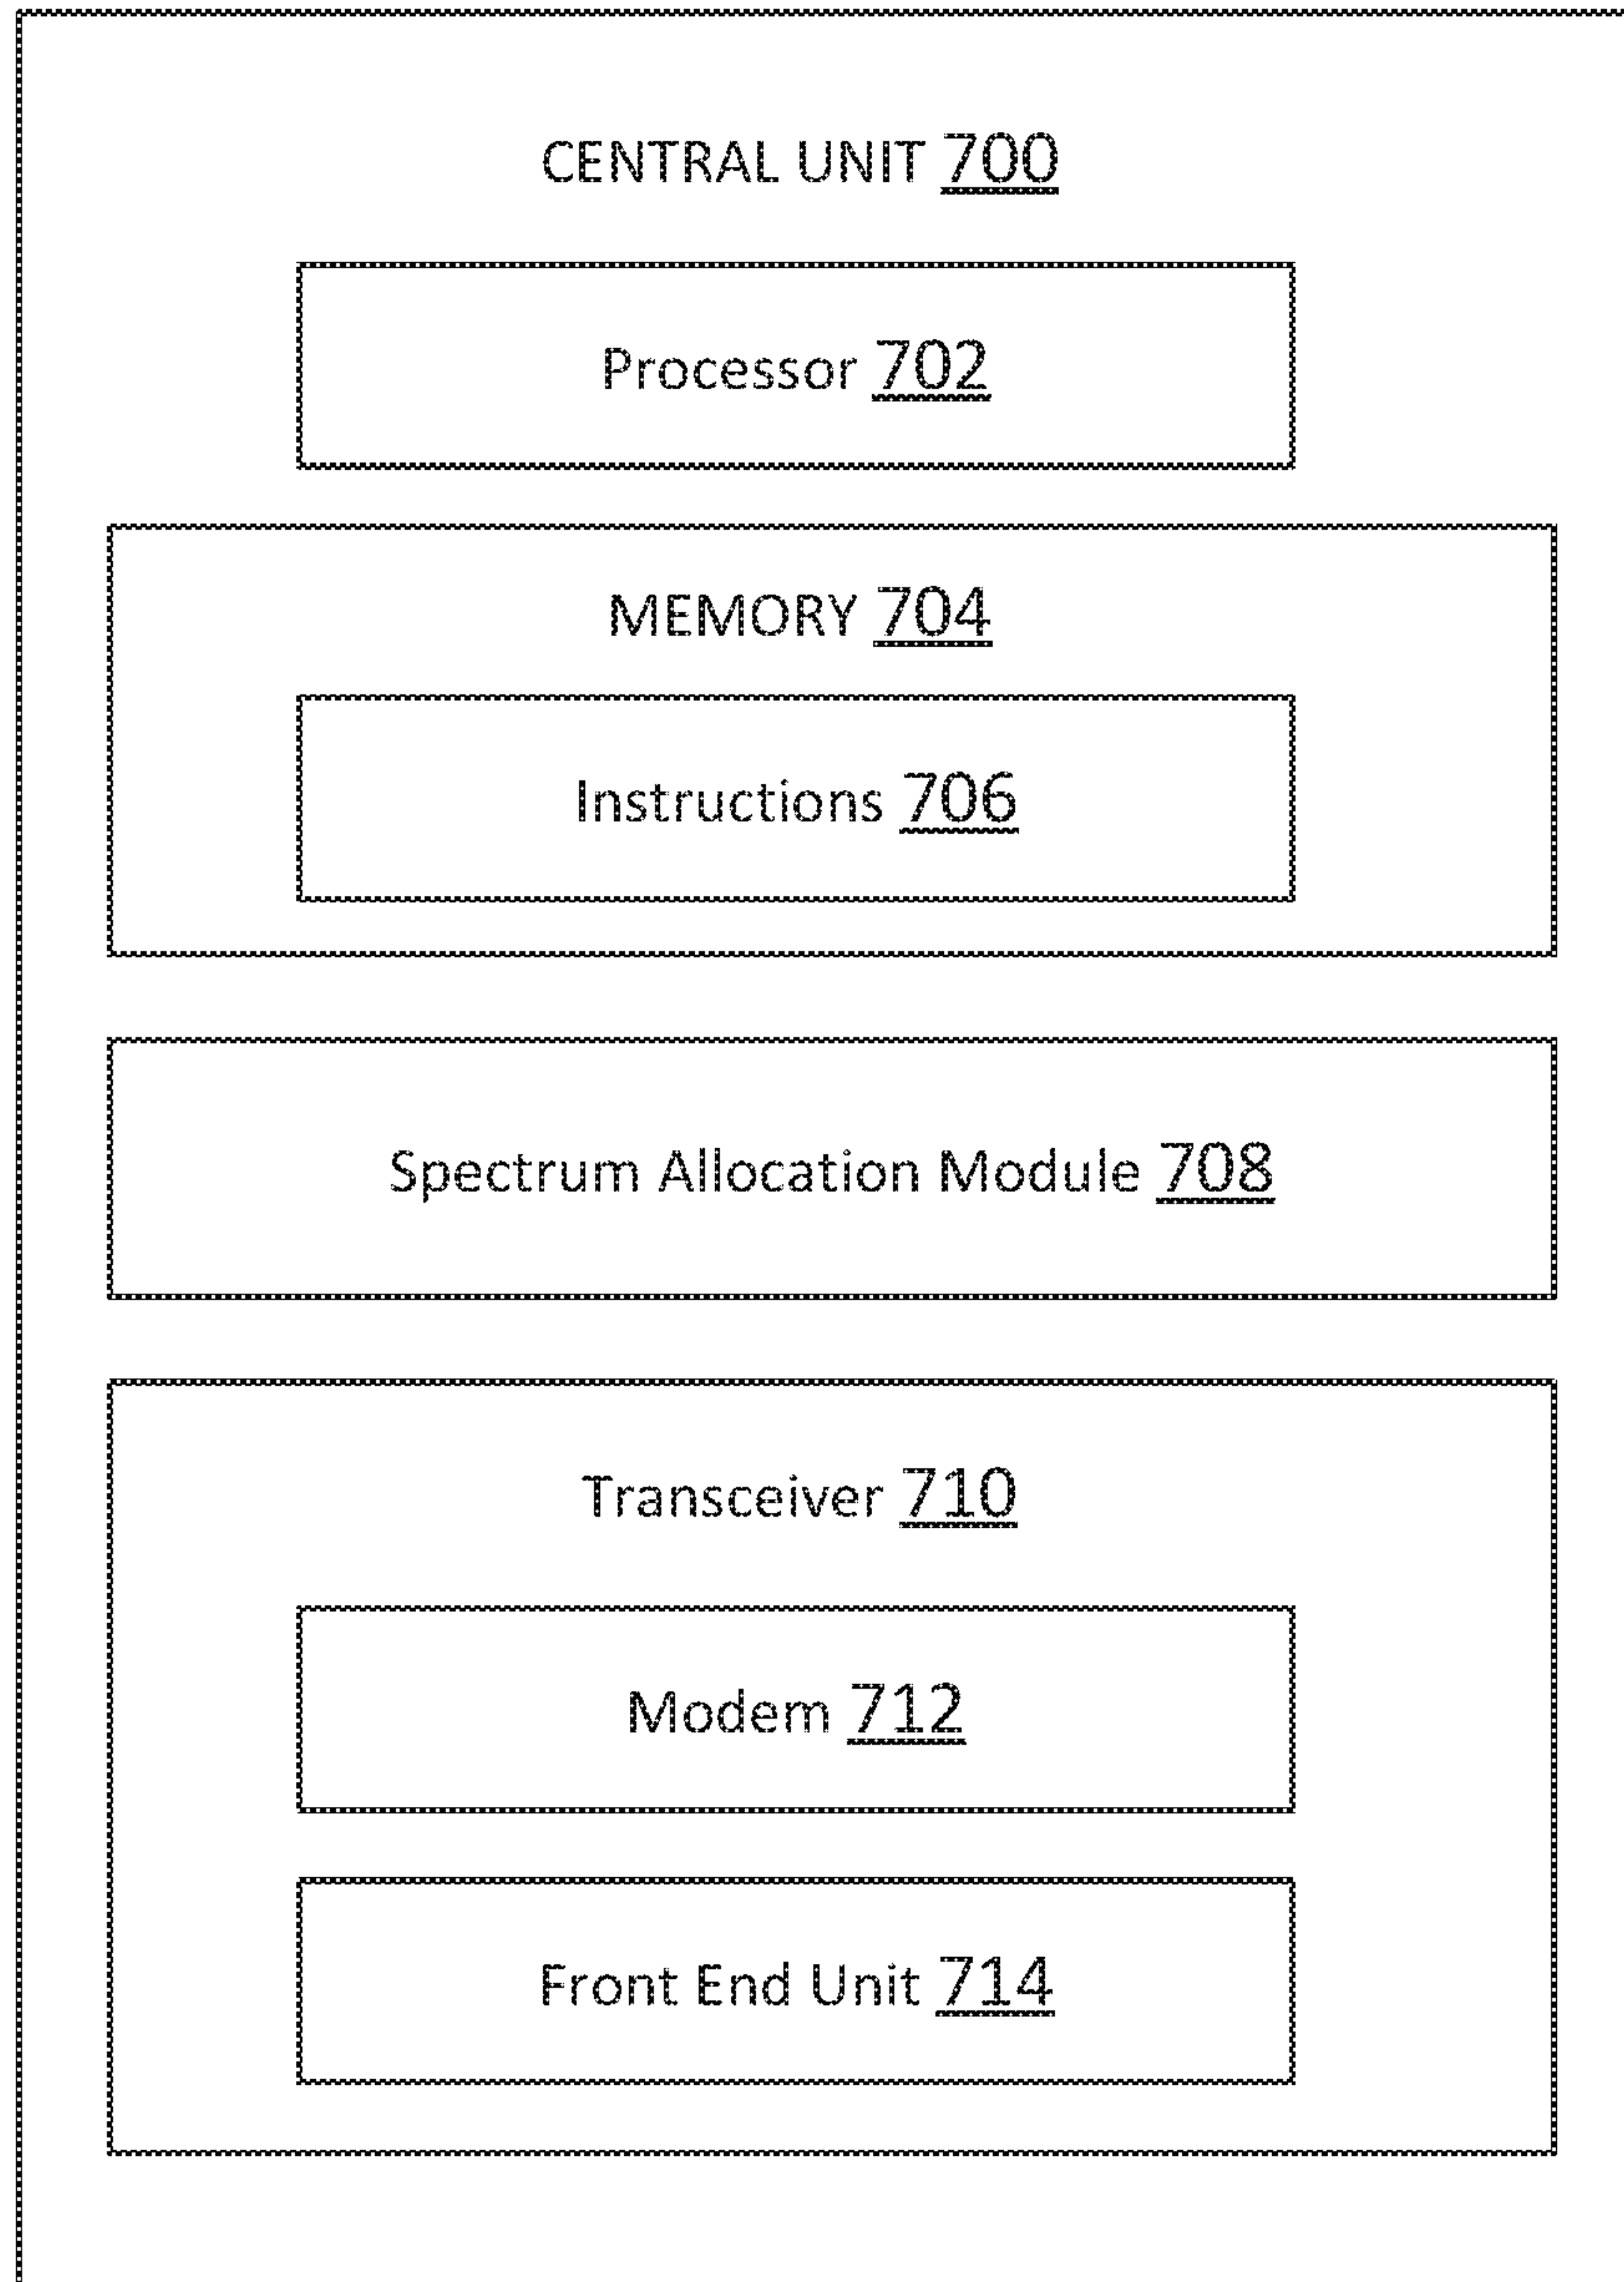 CENTRAL UNIT 700
Processor 702
MEMORY 704
Instructions 706
Spectrum Allocation Module 708
Transceiver 710
Modem 712
Front End Unit 714